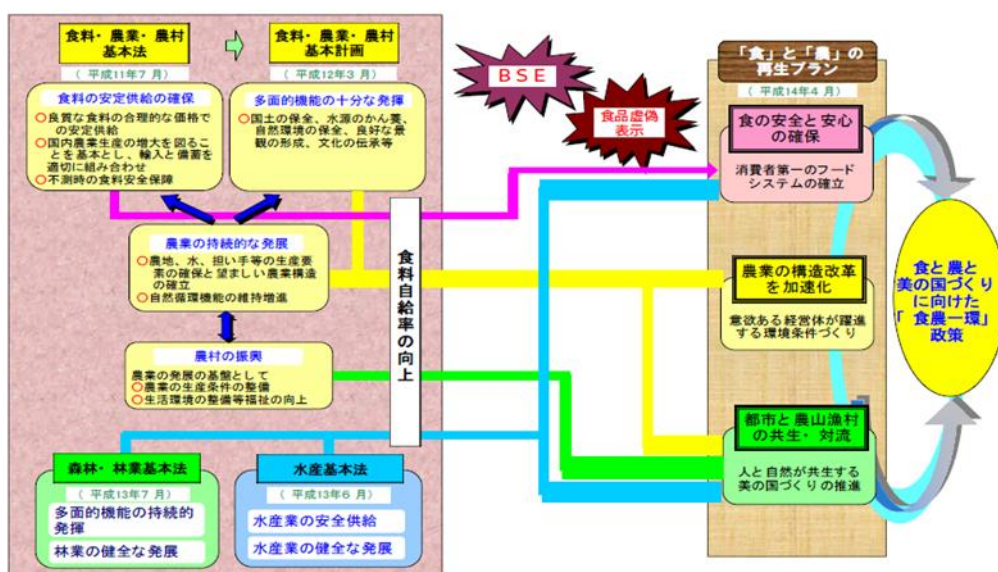 食料・農業・農村
基本法
（ 平成11年7 月）
食料・農業・農村
基本計画
（ 平成12年3 月）
食料の安定供給の確保
○良質な食料の合理的な価格で
の安定供給
○国内農業生産の増大を図るこ
とを基本とし、輸入と備蓄を
適切に組み合わせ
○不測時の食料安全保障
多面的機能の十分な発揮
○国土の保全、水源のかん養、
自然環境の保全、良好な景
観の形成、文化の伝承等
農業の持続的な発展
○農地、水、担い手等の生産要
素の確保と望ましい農業構造
の確立
○自然循環機能の維持増進
農村の振興
農業の発展の基盤として
○農業の生産条件の整備
○生活環境の整備等福祉の向上
森林・林業基本法
（ 平成13年7 月）
多面的機能の持続的
発揮
林業の健全な発展
水産基本法
（ 平成13年6 月）
水産業の安全供給
水産業の健全な発展
食料自給率の向上
ＢＳＥ
食品虚偽
表示
「食」と「農」の
再生プラン
（ 平成14年4 月）
食の安全と安心
の確保
消費者第一のフード
システムの確立
農業の構造改革
を加速化
意欲ある経営体が躍進
する環境条件づくり
都市と農山漁村
の共生・対流
人と自然が共生する
美の国づくりの推進
食と農と
美の国づくり
に向けた
「 食農一環」
政策